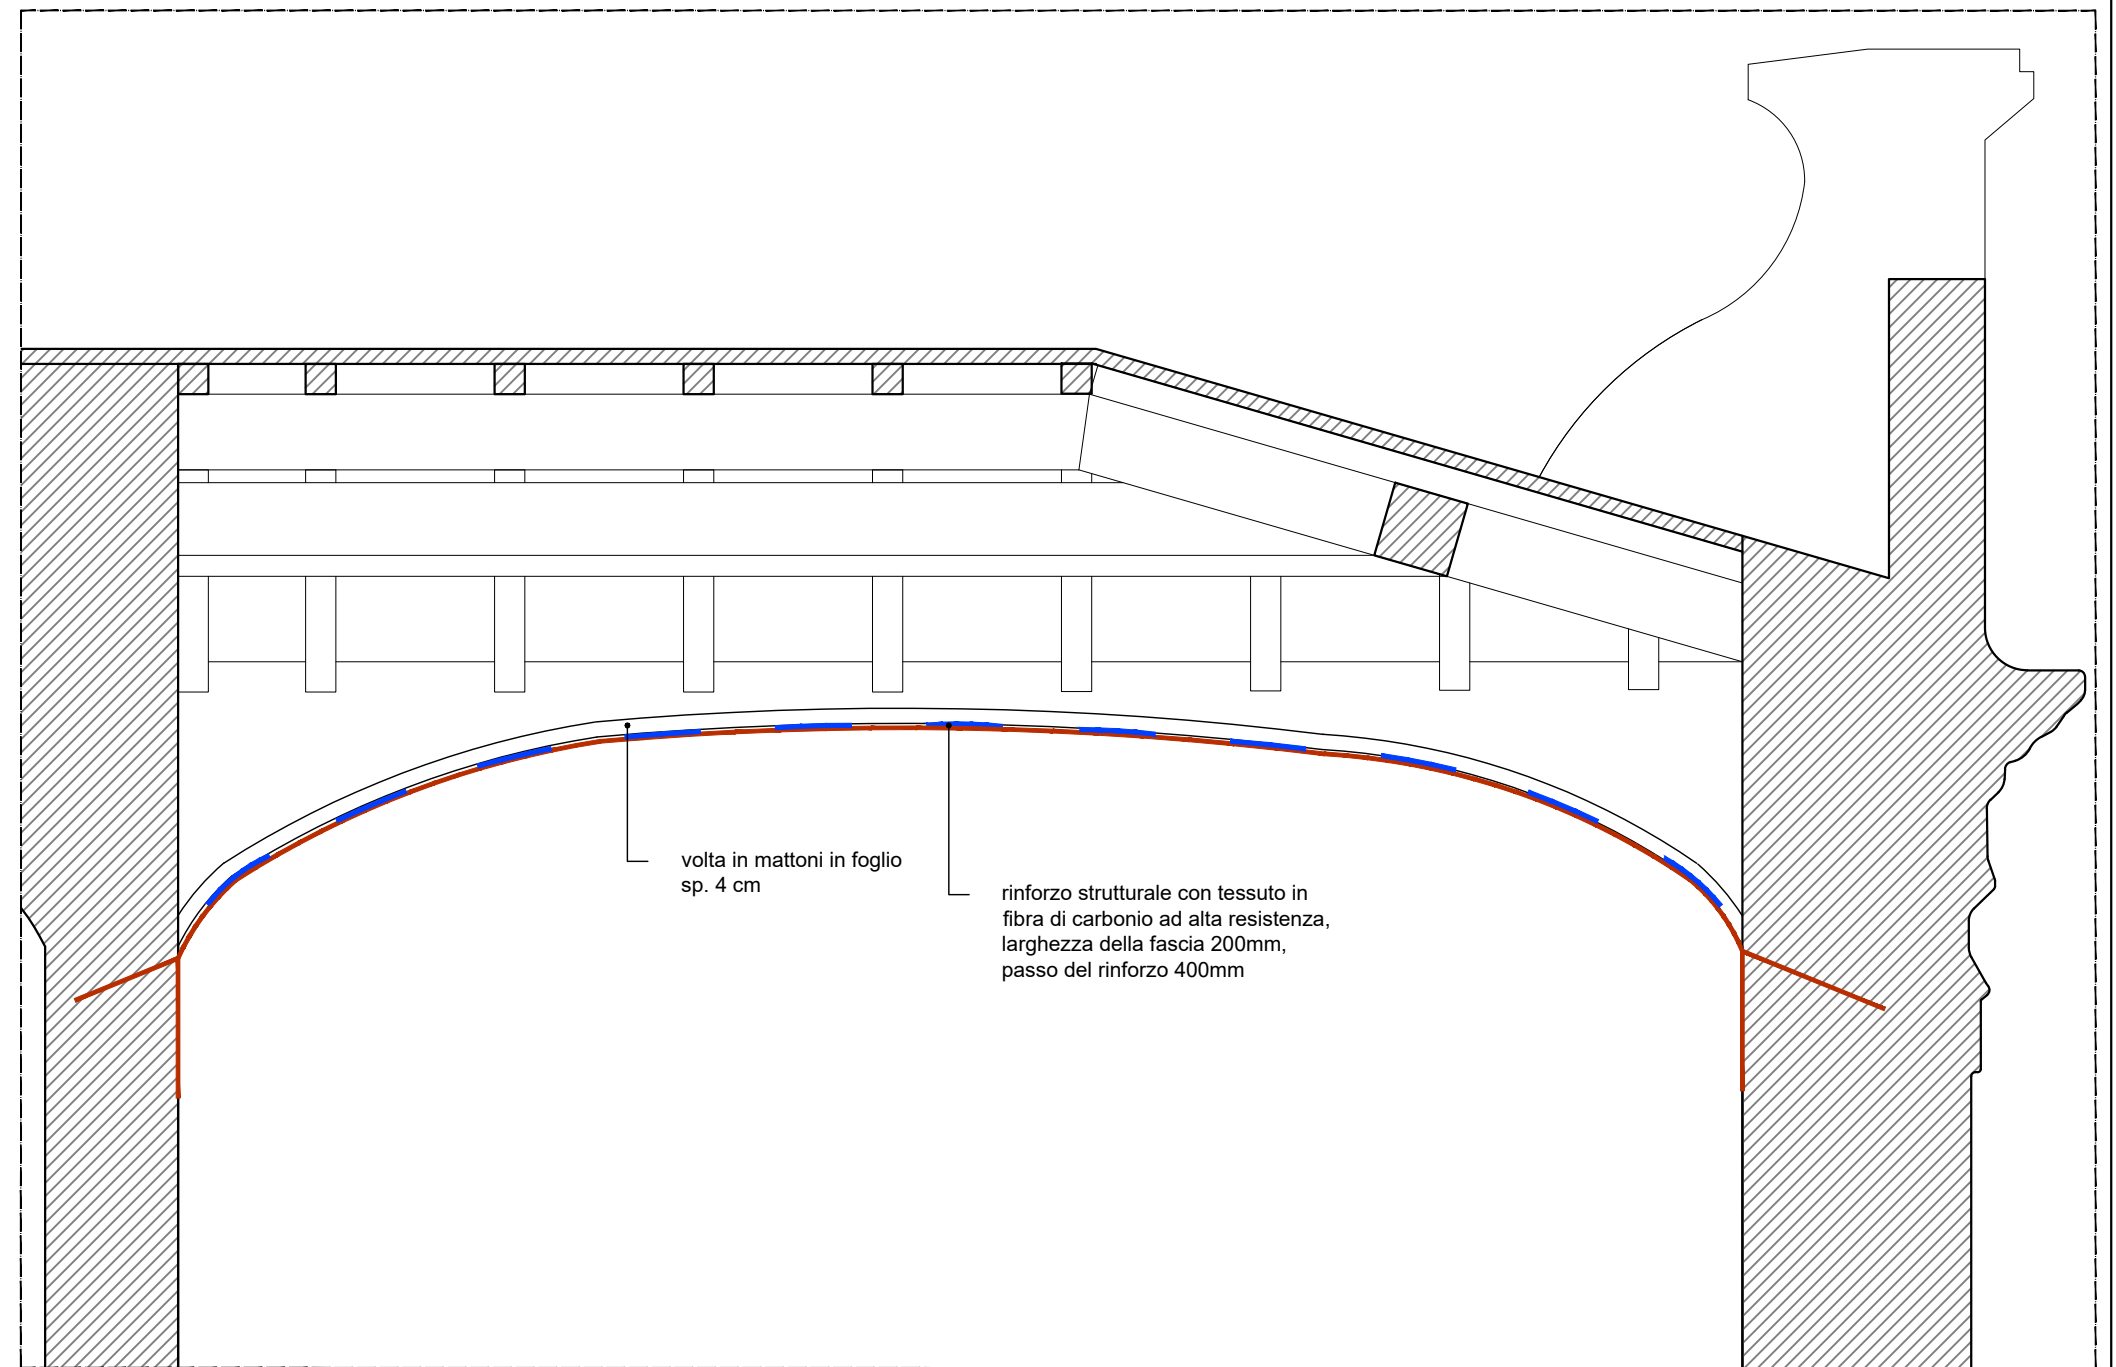 volta in mattoni in foglio
sp. 4 cm
rinforzo strutturale con tessuto in
fibra di carbonio ad alta resistenza,
larghezza della fascia 200mm,
passo del rinforzo 400mm